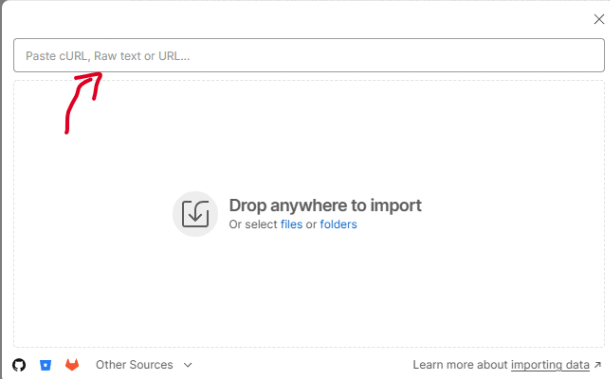 Paste cURL, Raw text or URL...
Drop anywhere to import
Or select files or folders
Other Sources
Learn more about importing data